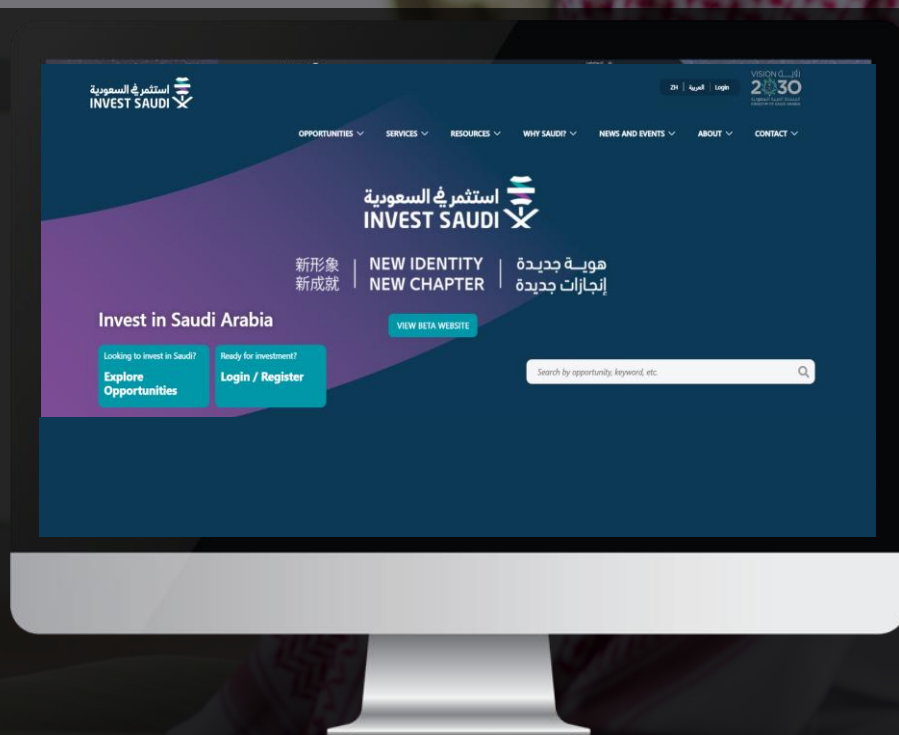 استثمر في السعودية
INVEST SAUDI
ZH | العربية | Login
VISION رؤيــــة
2030
OPPORTUNITIES
SERVICES
RESOURCES
WHY SAUDI?
NEWS AND EVENTS
ABOUT
CONTACT
استثمر في السعودية
INVEST SAUDI
新形象
新成就
NEW IDENTITY
NEW CHAPTER
هويــة جديـدة
إنجازات جديدة
Invest in Saudi Arabia
VIEW BETA WEBSITE
Looking to invest in Saudi?
Explore
Opportunities
Ready for investment?
Login / Register
Search by opportunity, keyword, etc.